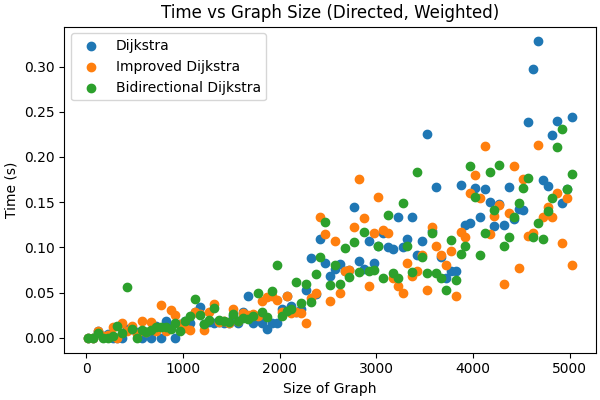 Time vs Graph Size (Directed, Weighted)
Dijkstra
Improved Dijkstra
Bidirectional Dijkstra
Time (s)
0.30
0.25
0.20
0.15
0.10
0.05
0.00
0
1000
2000
3000
4000
5000
Size of Graph